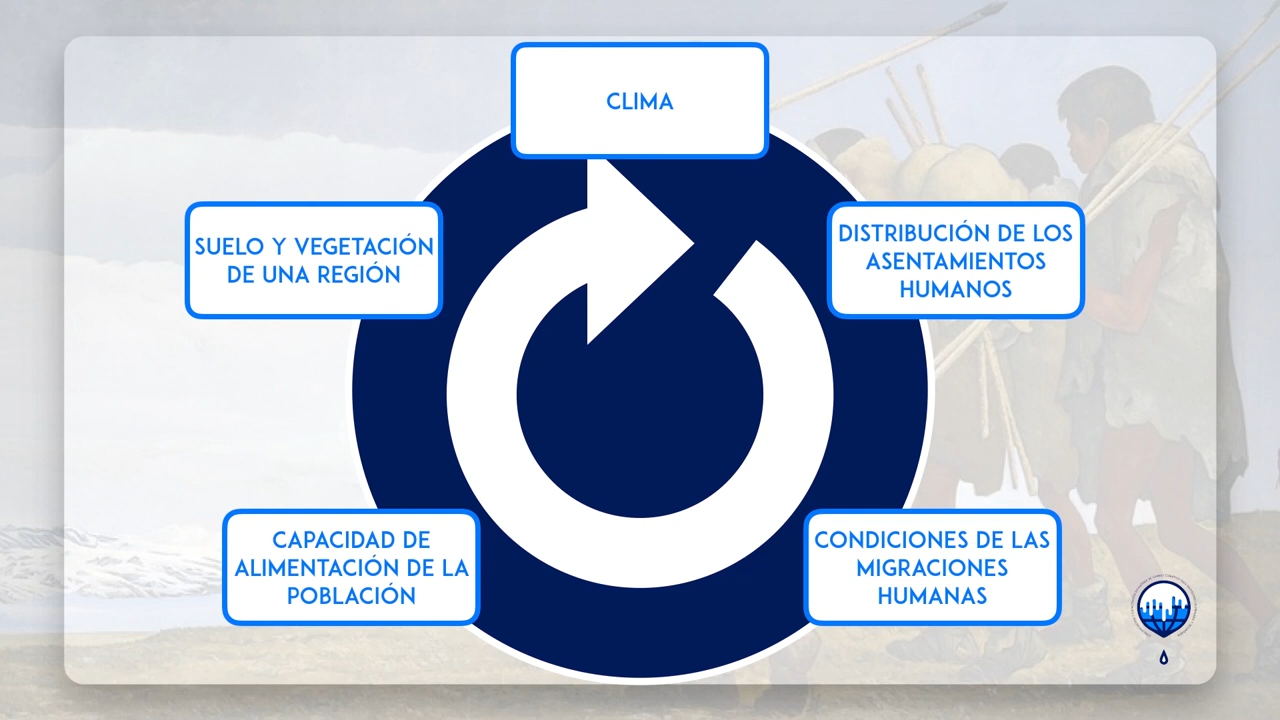 CLIMA
SUELO Y VEGETACIÓN
DE UNA REGIÓN
DISTRIBUCIÓN DE LOS
ASENTAMIENTOS
HUMANOS
CAPACIDAD DE
ALIMENTACIÓN DE LA
POBLACIÓN
CONDICIONES DE LAS
MIGRACIONES
HUMANAS